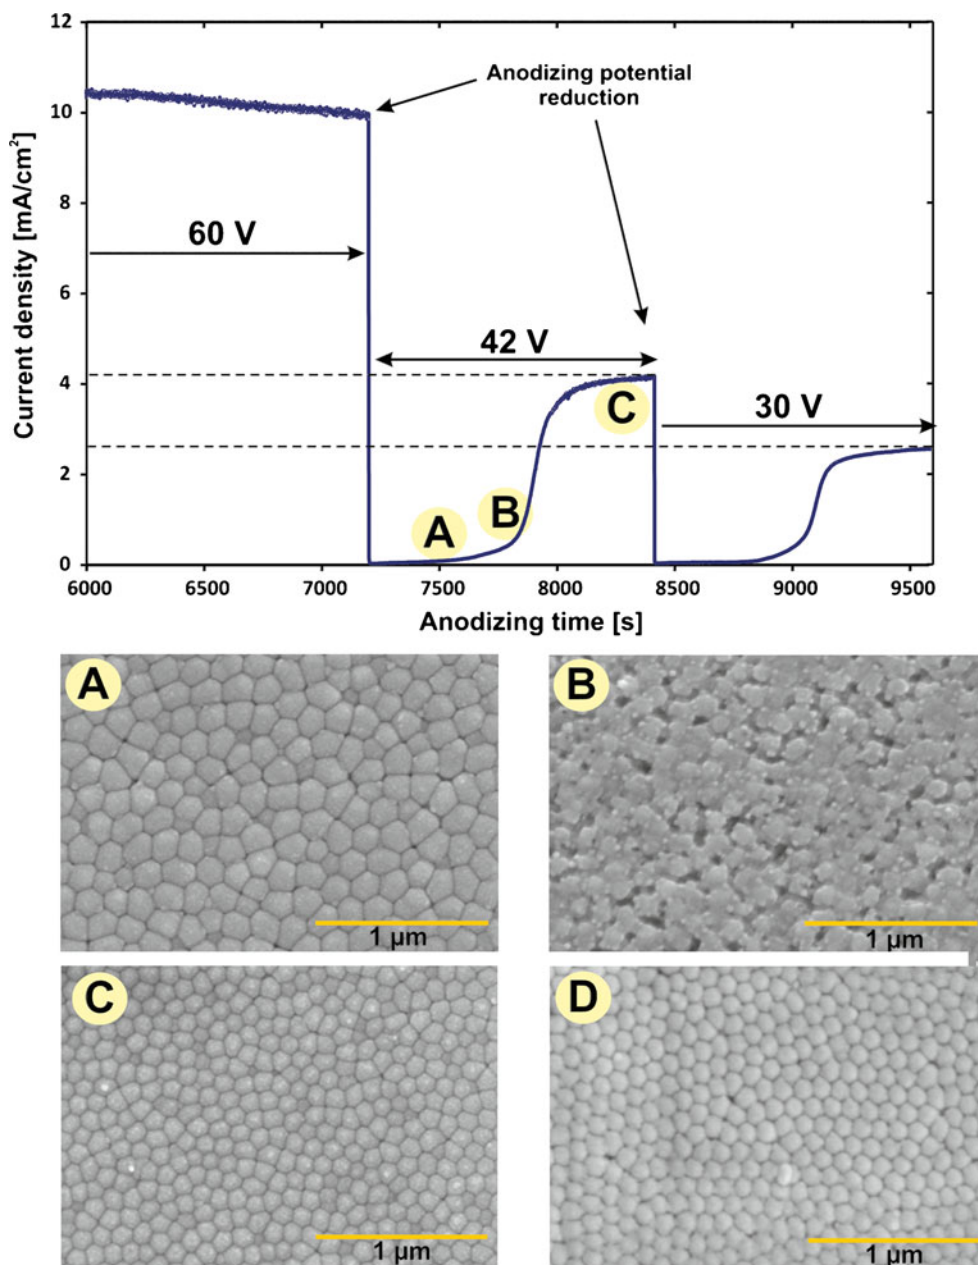 12
10
8
6
4
2
0
Current density [mA/cm²]
Anodizing potential
reduction
60 V
42 V
30 V
A
B
C
6000
6500
7000
7500
8000
8500
9000
9500
Anodizing time [s]
A
1 µm
B
1 µm
C
1 µm
D
1 µm